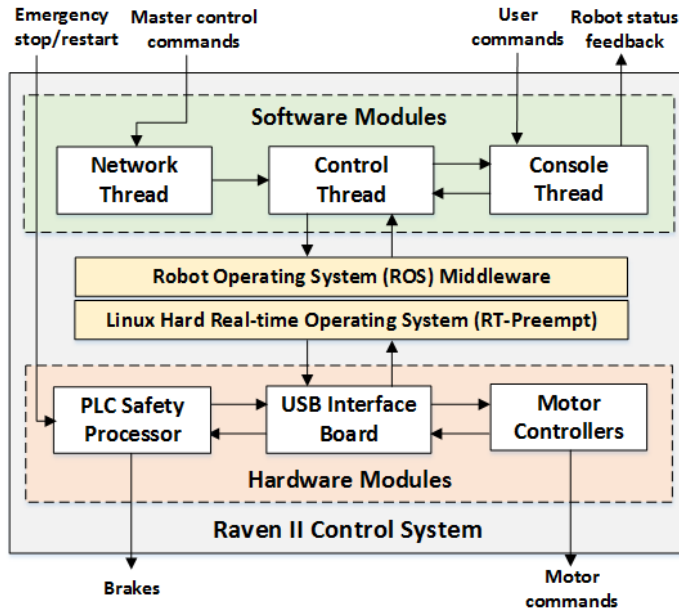 Emergency
stop/restart
Master control
commands
User
commands
Robot status
feedback
Software Modules
Network
Thread
Control
Thread
Console
Thread
Robot Operating System (ROS) Middleware
Linux Hard Real-time Operating System (RT-Preempt)
PLC Safety
Processor
USB Interface
Board
Motor
Controllers
Hardware Modules
Raven II Control System
Brakes
Motor
commands